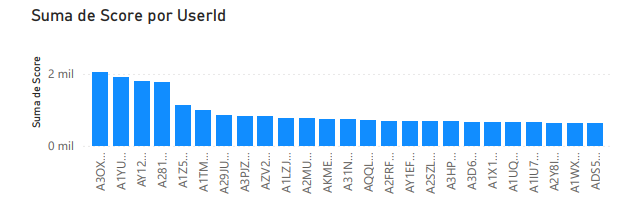 Suma de Score por UserId
Suma de Score
2 mil
0 mil
A3OX...
A1YU...
AY12...
A281...
A1Z5...
A1TM...
A29JU...
A3PJZ...
AZV2...
A1LZJ...
A2MU...
AKME...
A31N...
AQQL...
A2FRF...
AY1EF...
A2SZL...
A3HP...
A3D6...
A1X1...
A1UQ...
A1IU7...
A2Y8I...
A1WX...
ADS5...